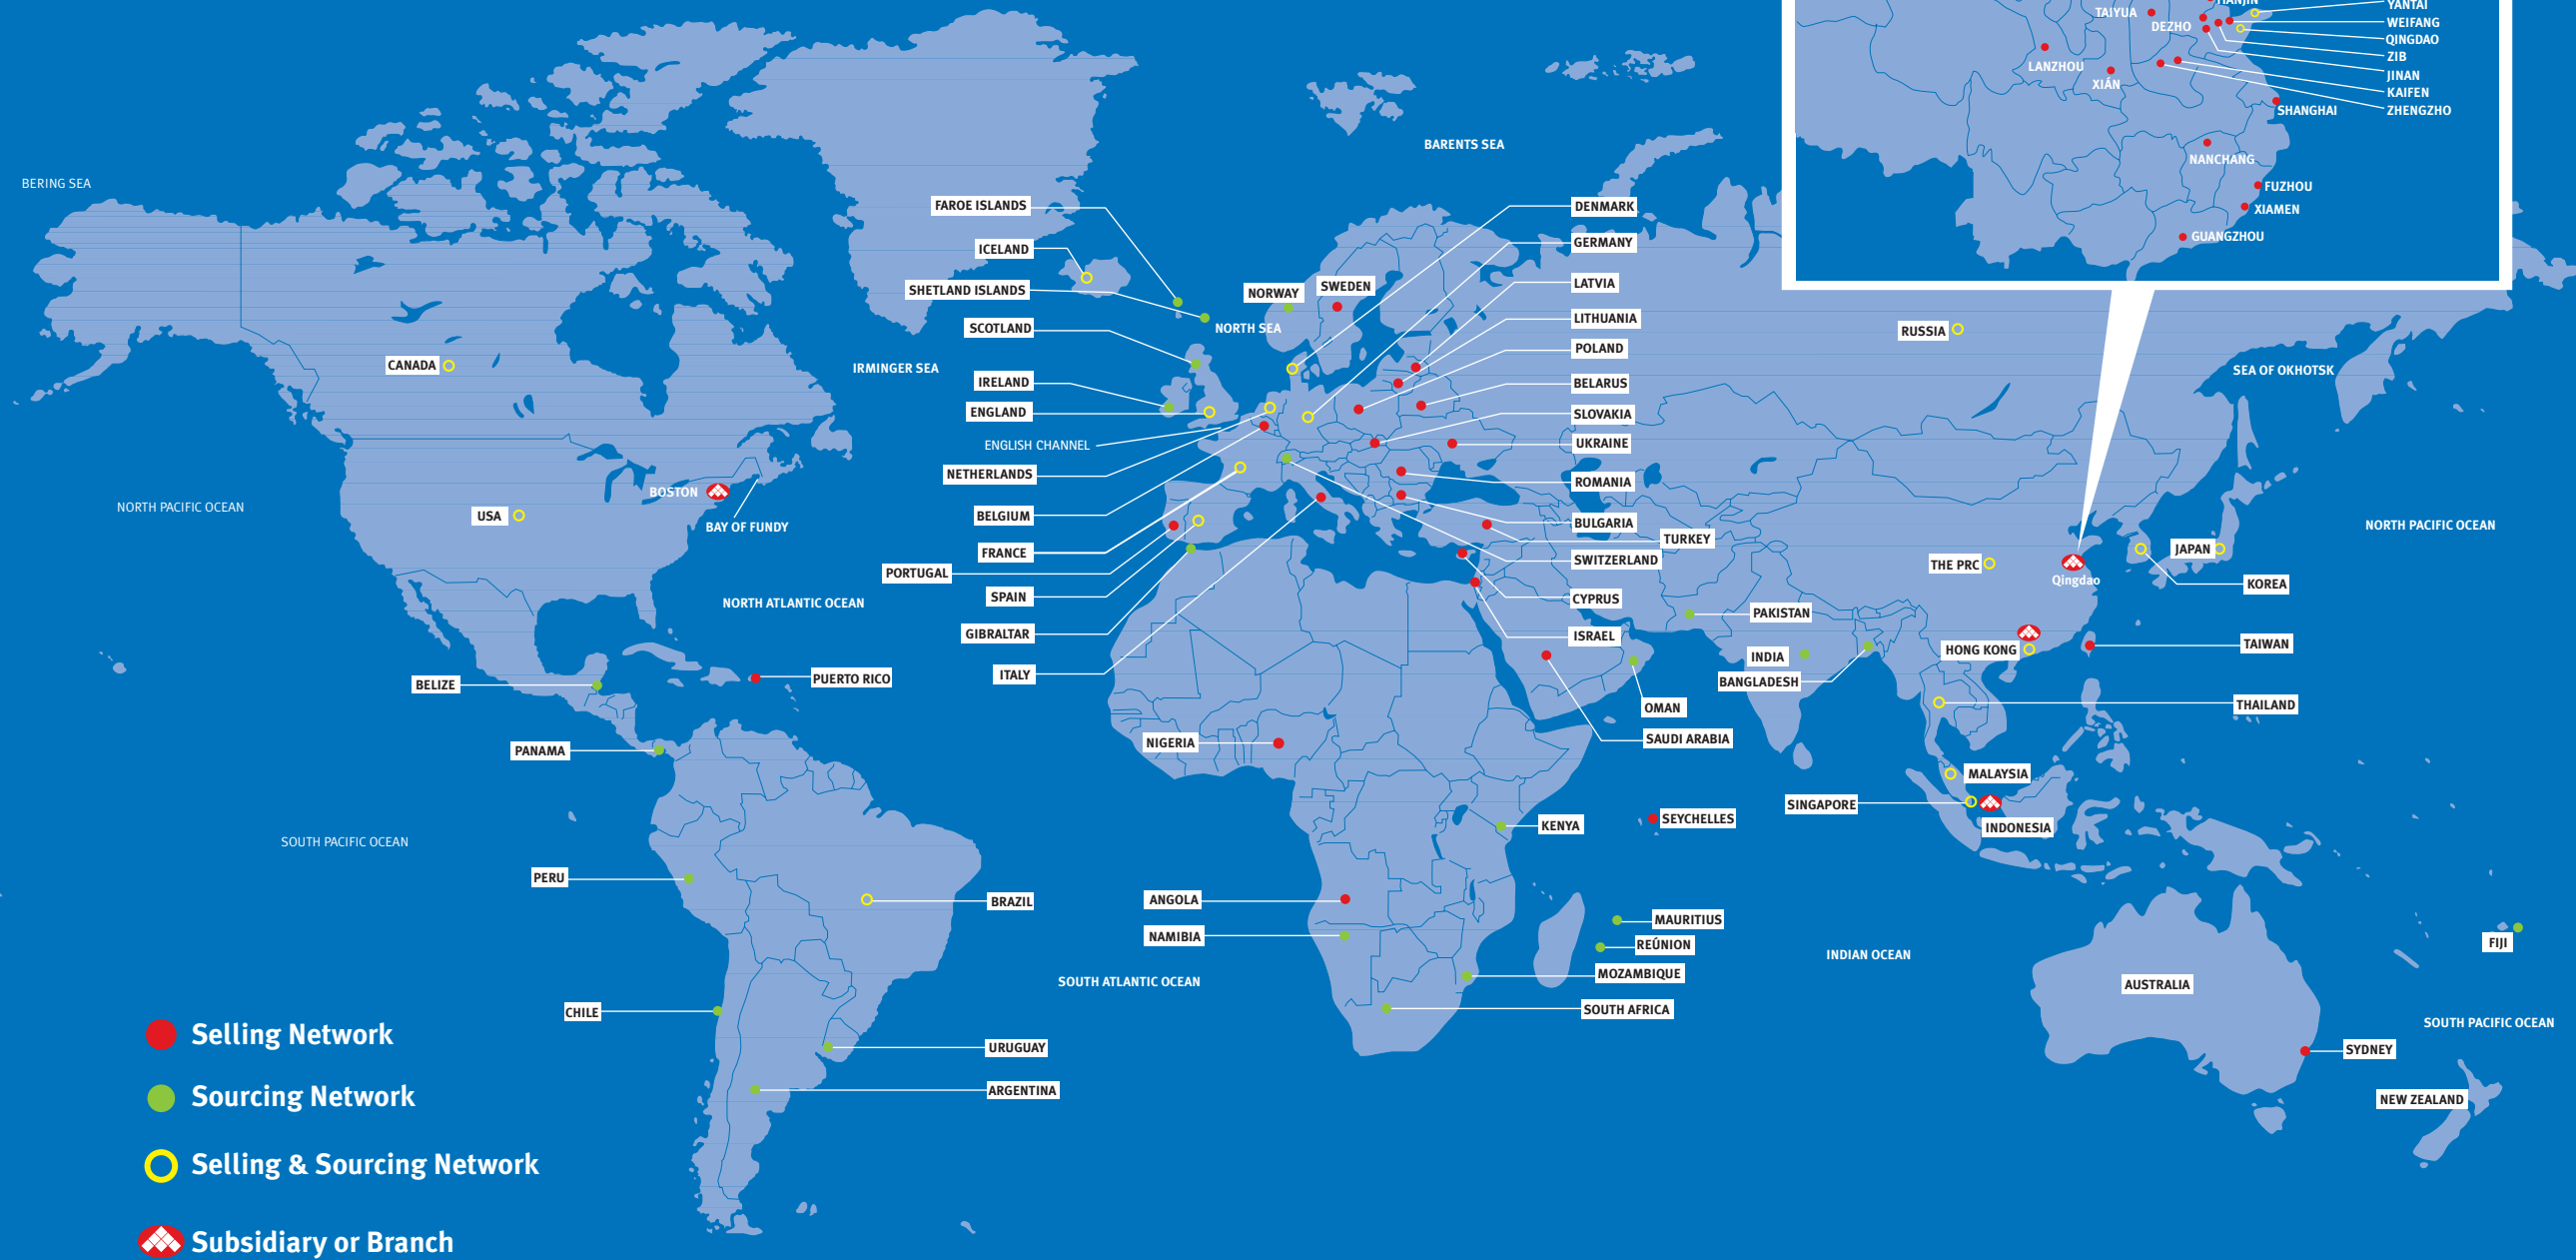 TIANJIN
YANTAI
TAIYUA
WEIFANG
DEZHO
QINGDAO
ZIB
LANZHOU
JINAN
XIÁN
KAIFEN
ZHENGZHO
SHANGHAI
NANCHANG
FUZHOU
XIAMEN
GUANGZHOU
BARENTS SEA
BERING SEA
FAROE ISLANDS
DENMARK
ICELAND
GERMANY
SHETLAND ISLANDS
NORWAY
SWEDEN
LATVIA
SCOTLAND
NORTH SEA
LITHUANIA
RUSSIA
POLAND
CANADA
IRMINGER SEA
SEA OF OKHOTSK
IRELAND
BELARUS
ENGLAND
SLOVAKIA
ENGLISH CHANNEL
UKRAINE
NETHERLANDS
ROMANIA
BOSTON
NORTH PACIFIC OCEAN
USA
BAY OF FUNDY
BELGIUM
BULGARIA
NORTH PACIFIC OCEAN
TURKEY
FRANCE
SWITZERLAND
THE PRC
JAPAN
PORTUGAL
Qingdao
KOREA
SPAIN
CYPRUS
NORTH ATLANTIC OCEAN
PAKISTAN
GIBRALTAR
ISRAEL
HONG KONG
TAIWAN
INDIA
ITALY
PUERTO RICO
BELIZE
BANGLADESH
OMAN
THAILAND
NIGERIA
SAUDI ARABIA
PANAMA
MALAYSIA
SINGAPORE
SEYCHELLES
KENYA
INDONESIA
SOUTH PACIFIC OCEAN
PERU
BRAZIL
ANGOLA
MAURITIUS
NAMIBIA
REÚNION
FIJI
INDIAN OCEAN
MOZAMBIQUE
SOUTH ATLANTIC OCEAN
AUSTRALIA
SOUTH AFRICA
CHILE
SOUTH PACIFIC OCEAN
Selling Network
URUGUAY
SYDNEY
ARGENTINA
Sourcing Network
NEW ZEALAND
Selling & Sourcing Network
Subsidiary or Branch